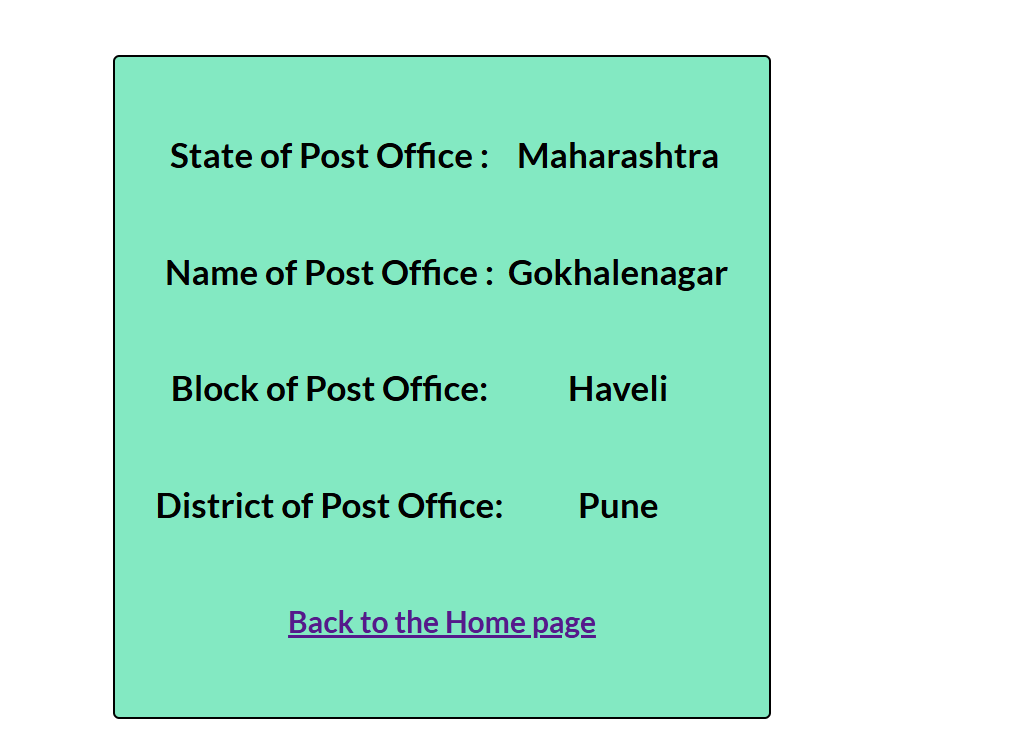 State of Post Office : Maharashtra
Name of Post Office : Gokhalenagar
Block of Post Office: Haveli
District of Post Office: Pune
Back to the Home page